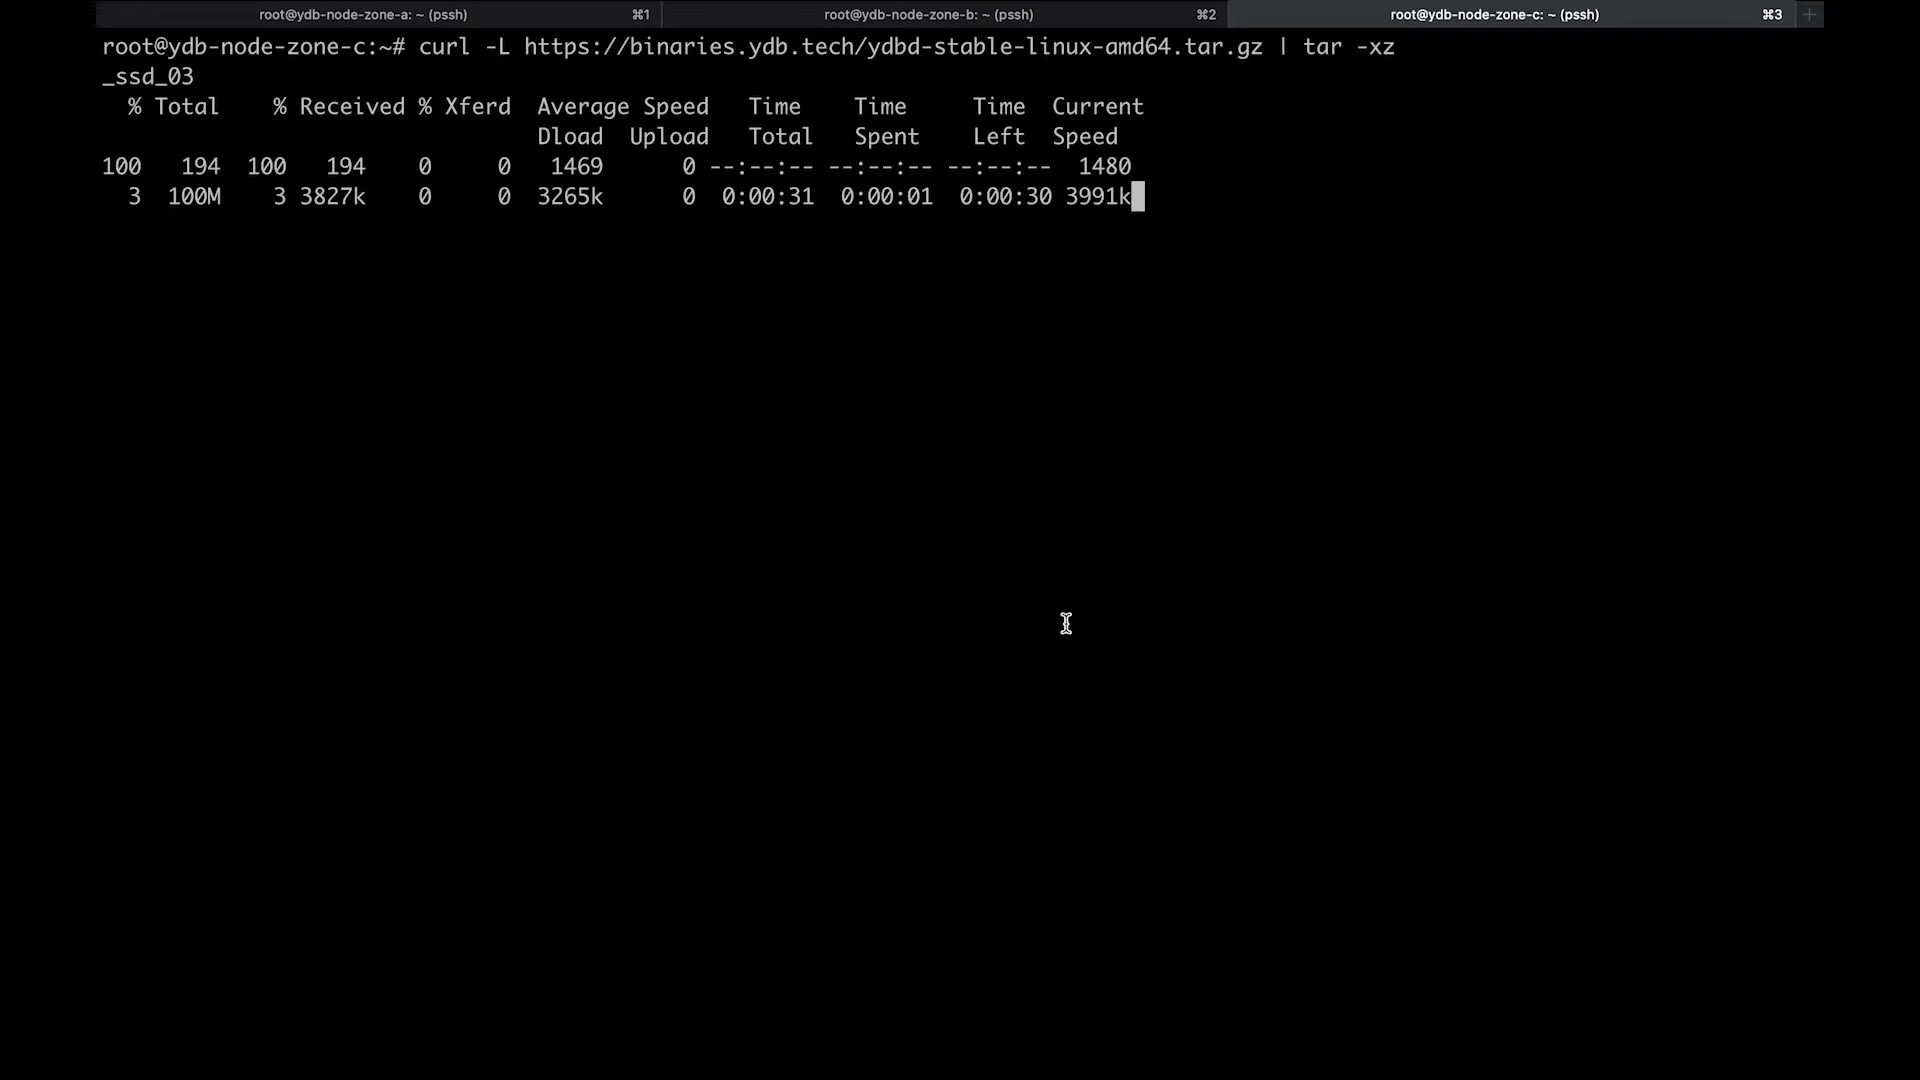 root@ydb-node-zone-a: ~ (pssh) ⌘1 root@ydb-node-zone-b: ~ (pssh) ⌘2 root@ydb-node-zone-c: ~ (pssh) ⌘3 +
root@ydb-node-zone-c:~# curl -L https://binaries.ydb.tech/ydbd-stable-linux-amd64.tar.gz | tar -xz
_ssd_03
% Total % Received % Xferd Average Speed Time Time Time Current
Dload Upload Total Spent Left Speed
100 194 100 194 0 0 1469 0 --:--:-- --:--:-- --:--:-- 1480
3 100M 3 3827k 0 0 3265k 0 0:00:31 0:00:01 0:00:30 3991k